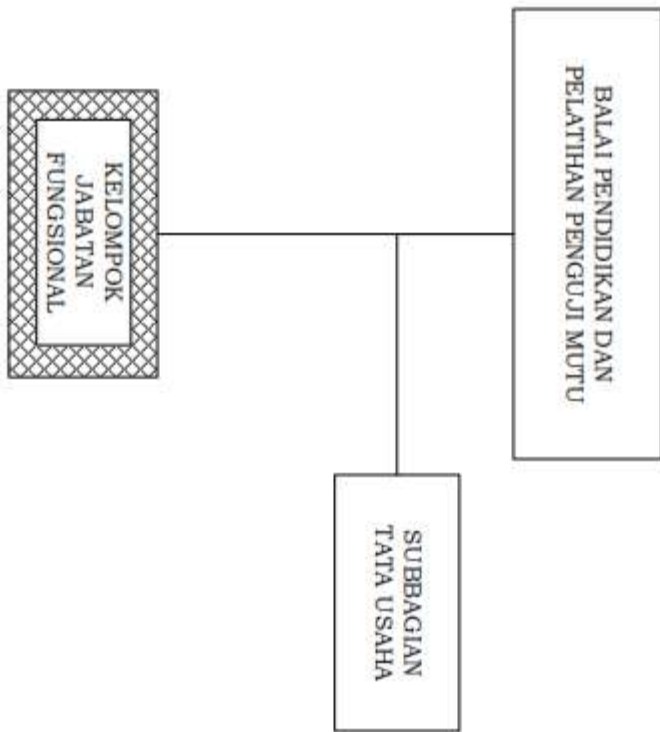 BALAI PENDIDIKAN DAN
PELATIHAN PENGUJI MUTU
SUBBAGIAN
TATA USAHA
KELOMPOK
JABATAN
FUNGSIONAL